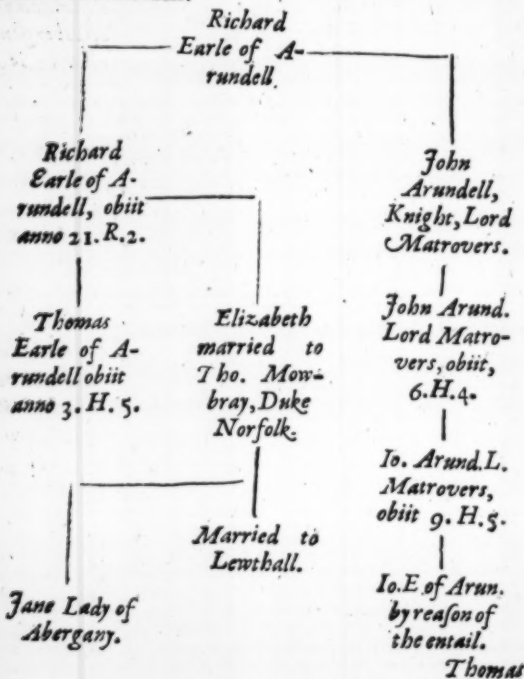 Richard
Earle of A-
rundell.
Richard
Earle of A-
rundell, obiit
anno 21. R. 2.
John
Arundell,
Knight, Lord
Matrovers.
Thomas
Earle of A-
rundell obiit
anno 3. H. 5.
Elizabeth
married to
Tho. Mow-
bray, Duke
Norfolk.
John Arund.
Lord Matro-
vers, obiit,
6. H. 4.
Io. Arund. L.
Matrovers,
obiit 9. H. 5.
Married to
Lewthall.
Jane Lady of
Abergany.
Io. E of Arun.
by reaſon of
the entail.
Thomas